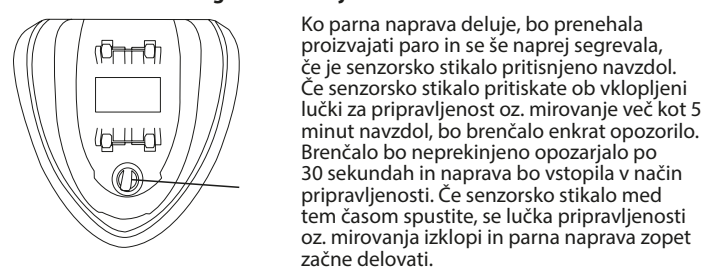 Ko parna naprava deluje, bo prenehala
proizvajati paro in se še naprej segrevala,
če je senzorsko stikalo pritisnjeno navzdol.
Če senzorsko stikalo pritiskate ob vklopljeni
lučki za pripravljenost oz. mirovanje več kot 5
minut navzdol, bo brenčalo enkrat opozorilo.
Brenčalo bo neprekinjeno opozarjalo po
30 sekundah in naprava bo vstopila v način
pripravljenosti. Če senzorsko stikalo med
tem časom spustite, se lučka pripravljenosti
oz. mirovanja izklopi in parna naprava zopet
začne delovati.